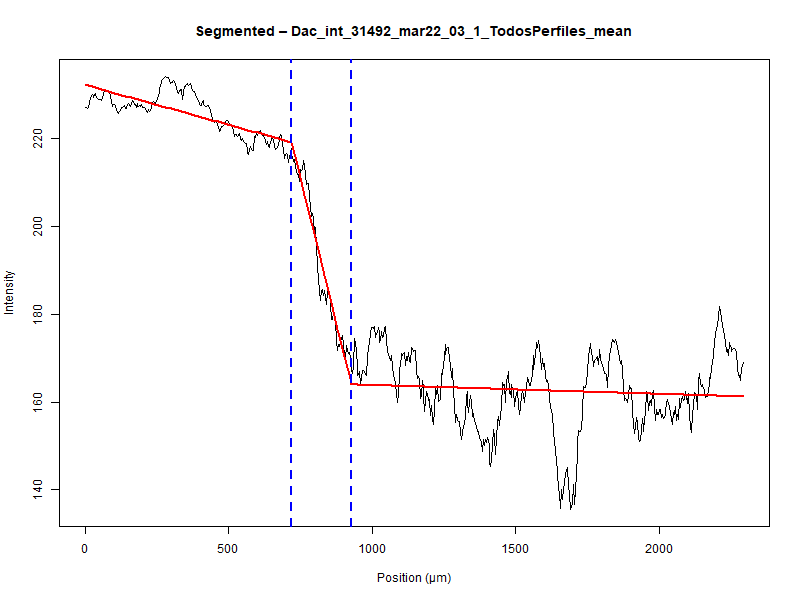 Segmented – Dac_int_31492_mar22_03_1_TodosPerfiles_mean
220
200
180
160
140
Intensity
0 500 1000 1500 2000
Position (µm)